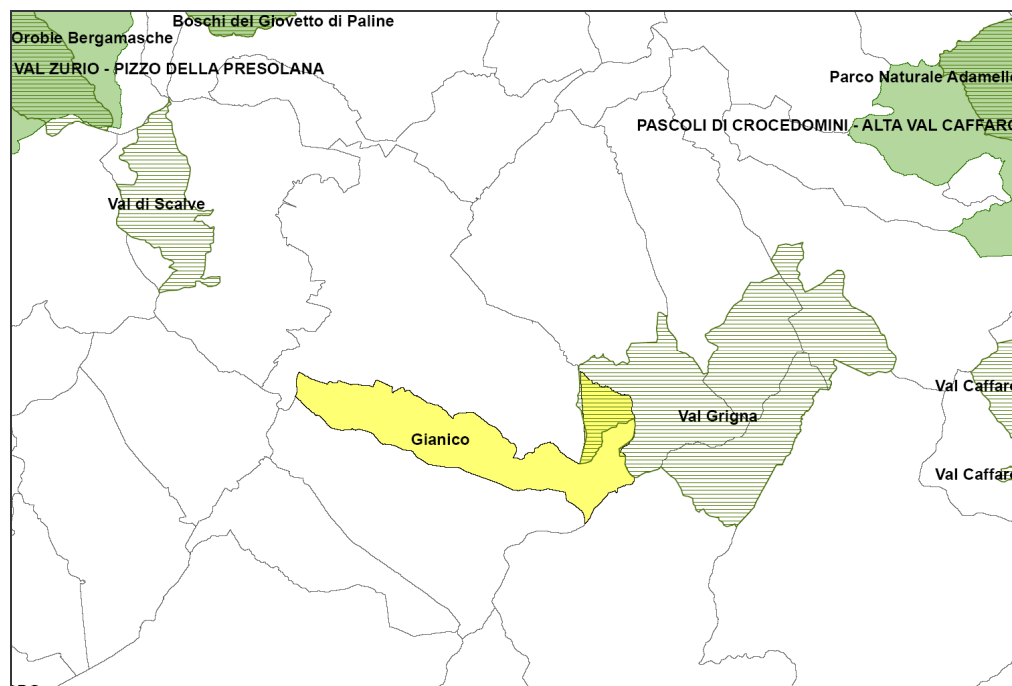 Boschi del Giovetto di Paline
Orobie Bergamasche
VAL ZURIO - PIZZO DELLA PRESOLANA
Parco Naturale Adamello
PASCOLI DI CROCEDOMINI - ALTA VAL CAFFARO
Val di Scalve
Val Caffaro
Val Grigna
Gianico
Val Caffaro